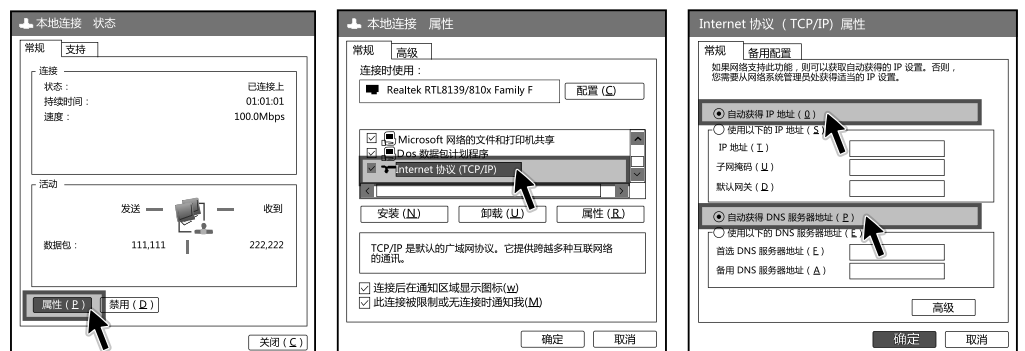 本地连接 状态
常规 支持
连接
状态： 已连接上
持续时间： 01:01:01
速度： 100.0Mbps
活动
发送 — — 收到
数据包： 111,111 222,222
属性 (P) 禁用 (D)
关闭 (C)
本地连接 属性
常规 高级
连接时使用：
Realtek RTL8139/810x Family F 配置 (C)
Microsoft 网络的文件和打印机共享
Dos 数据包计划程序
Internet 协议 (TCP/IP)
安装 (N) 卸载 (U) 属性 (R)
TCP/IP 是默认的广域网协议。它提供跨越多种互联网络
的通讯。
连接后在通知区域显示图标(w)
此连接被限制或无连接时通知我(M)
确定 取消
Internet 协议 （TCP/IP) 属性
常规 备用配置
如果网络支持此功能，则可以获取自动获得的 IP 设置。否则，
您需要从网络系统管理员处获得适当的 IP 设置。
自动获得 IP 地址 ( O )
使用以下的 IP 地址 ( S )
IP 地址 ( I )
子网掩码 ( U )
默认网关 ( D )
自动获得 DNS 服务器地址 ( P )
使用以下的 DNS 服务器地址 ( E )
首选 DNS 服务器地址 ( F )
备用 DNS 服务器地址 ( A )
高级
确定 取消